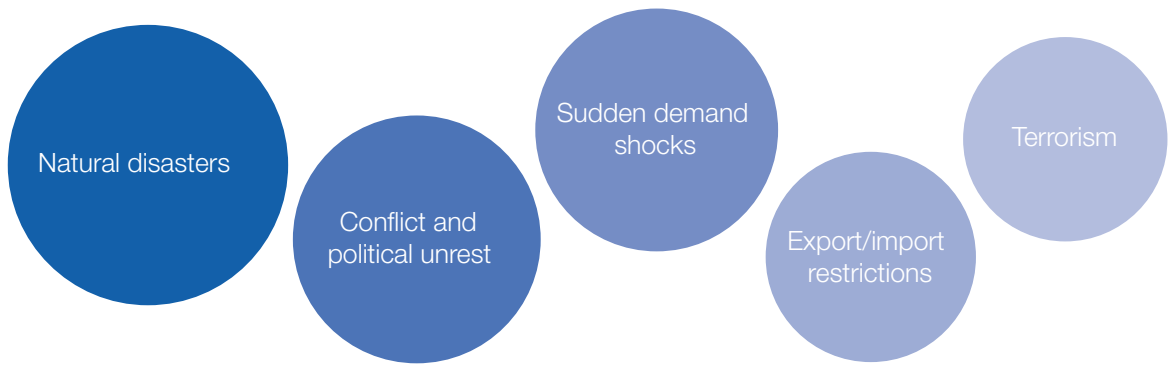 Natural disasters
Conflict and
political unrest
Sudden demand
shocks
Export/import
restrictions
Terrorism